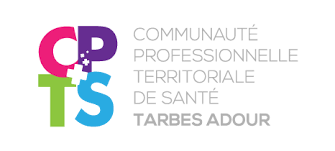 CP
TS
COMMUNAUTÉ
PROFESSIONNELLE
TERRITORIALE
DE SANTÉ
TARBES ADOUR